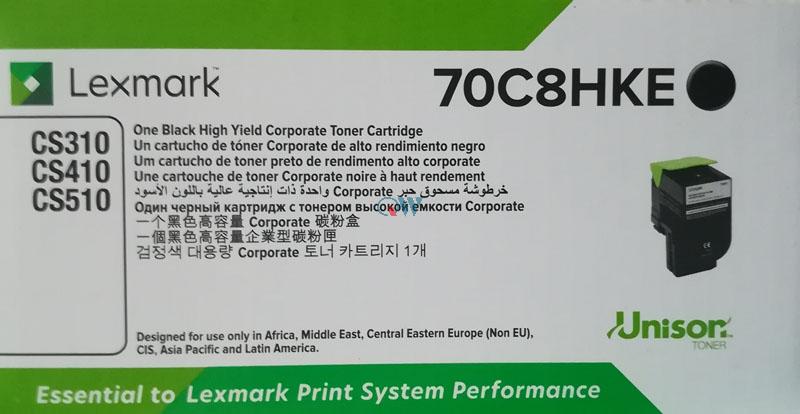 Lexmark
70C8HKE
CS310
CS410
CS510
One Black High Yield Corporate Toner Cartridge
Un cartucho de tóner Corporate de alto rendimiento negro
Um cartucho de toner preto de rendimento alto corporate
Une cartouche de toner Corporate noire à haut rendement
خرطوشة مسحوق حبر Corporate واحدة ذات إنتاجية عالية باللون الأسود
Один черный картридж с тонером высокой емкости Corporate
一个黑色高容量 Corporate 碳粉盒
一個黑色高容量企業型碳粉匣
검정색 대용량 Corporate 토너 카트리지 1개
Designed for use only in Africa, Middle East, Central Eastern Europe (Non EU),
CIS, Asia Pacific and Latin America.
Unison
TONER
Essential to Lexmark Print System Performance